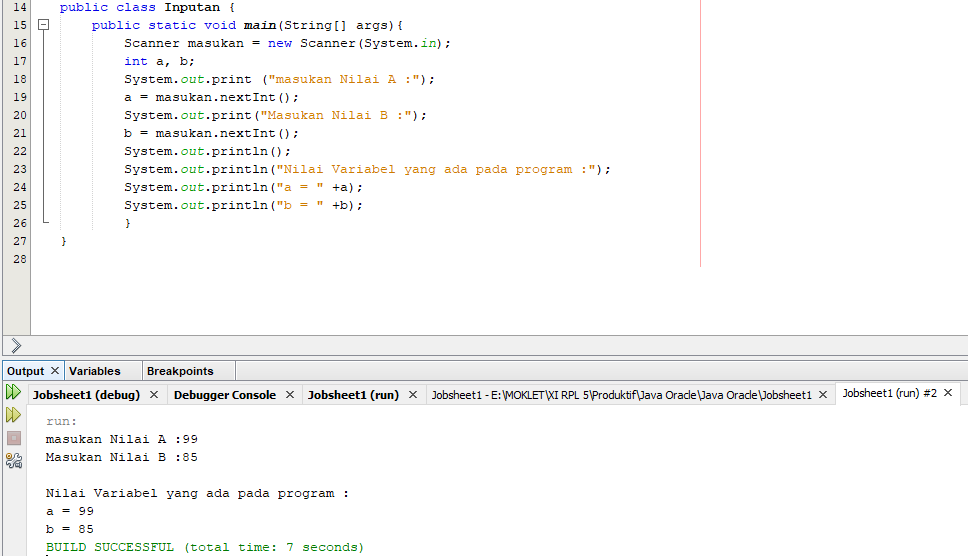 14 public class Inputan {
15 public static void main(String[] args){
16 Scanner masukan = new Scanner(System.in);
17 int a, b;
18 System.out.print ("masukan Nilai A :");
19 a = masukan.nextInt();
20 System.out.print("Masukan Nilai B :");
21 b = masukan.nextInt();
22 System.out.println();
23 System.out.println("Nilai Variabel yang ada pada program :");
24 System.out.println("a = " +a);
25 System.out.println("b = " +b);
26 }
27 }
28
Output Variables Breakpoints
Jobsheet1 (debug) Debugger Console Jobsheet1 (run) Jobsheet1 - E:\MOKLET\XI RPL 5\Produktif\Java Oracle\Java Oracle\Jobsheet1 Jobsheet1 (run) #2
run:
masukan Nilai A :99
Masukan Nilai B :85
Nilai Variabel yang ada pada program :
a = 99
b = 85
BUILD SUCCESSFUL (total time: 7 seconds)